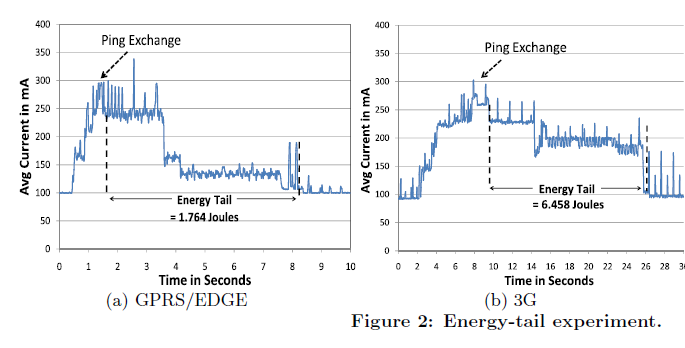 400
350
300
250
200
150
100
50
0
Avg Current in mA
Ping Exchange
Energy Tail
= 1.764 Joules
0 1 2 3 4 5 6 7 8 9 10
Time in Seconds
(a) GPRS/EDGE
400
350
300
250
200
150
100
50
0
Avg Current in mA
Ping Exchange
Energy Tail
= 6.458 Joules
0 2 4 6 8 10 12 14 16 18 20 22 24 26 28
Time in Seconds
(b) 3G
Figure 2: Energy-tail experiment.